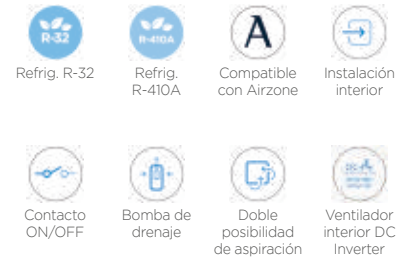 R-32
R-410A
A
Refrig. R-32
Refrig.
R-410A
Compatible
con Airzone
Instalación
interior
Contacto
ON/OFF
Bomba de
drenaje
Doble
posibilidad
de aspiración
Ventilador
interior DC
Inverter